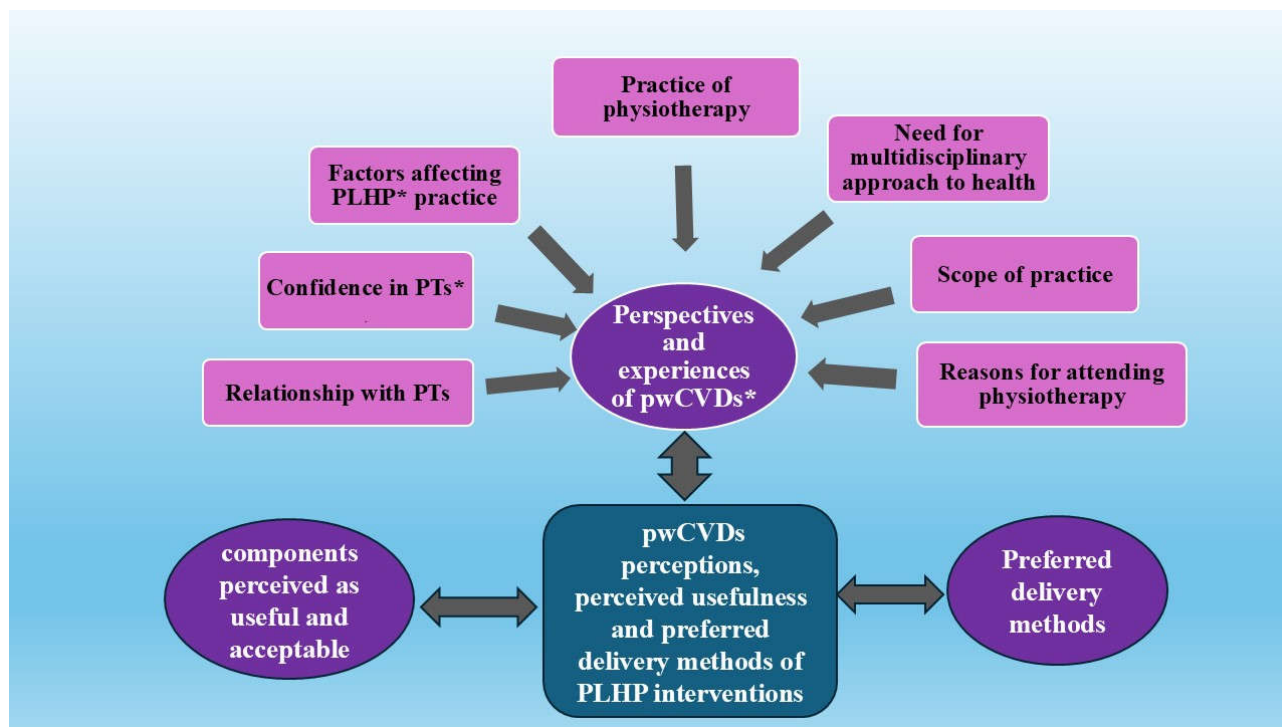 Practice of
physiotherapy
Need for
multidisciplinary
approach to health
Factors affecting
PLHP* practice
Scope of practice
Confidence in PTs*
.
Perspectives
and
experiences
of pwCVDs*
Relationship with PTs
Reasons for attending
physiotherapy
components
perceived as
useful and
acceptable
pwCVDs
perceptions,
perceived usefulness
and preferred
delivery methods of
PLHP interventions
Preferred
delivery
methods